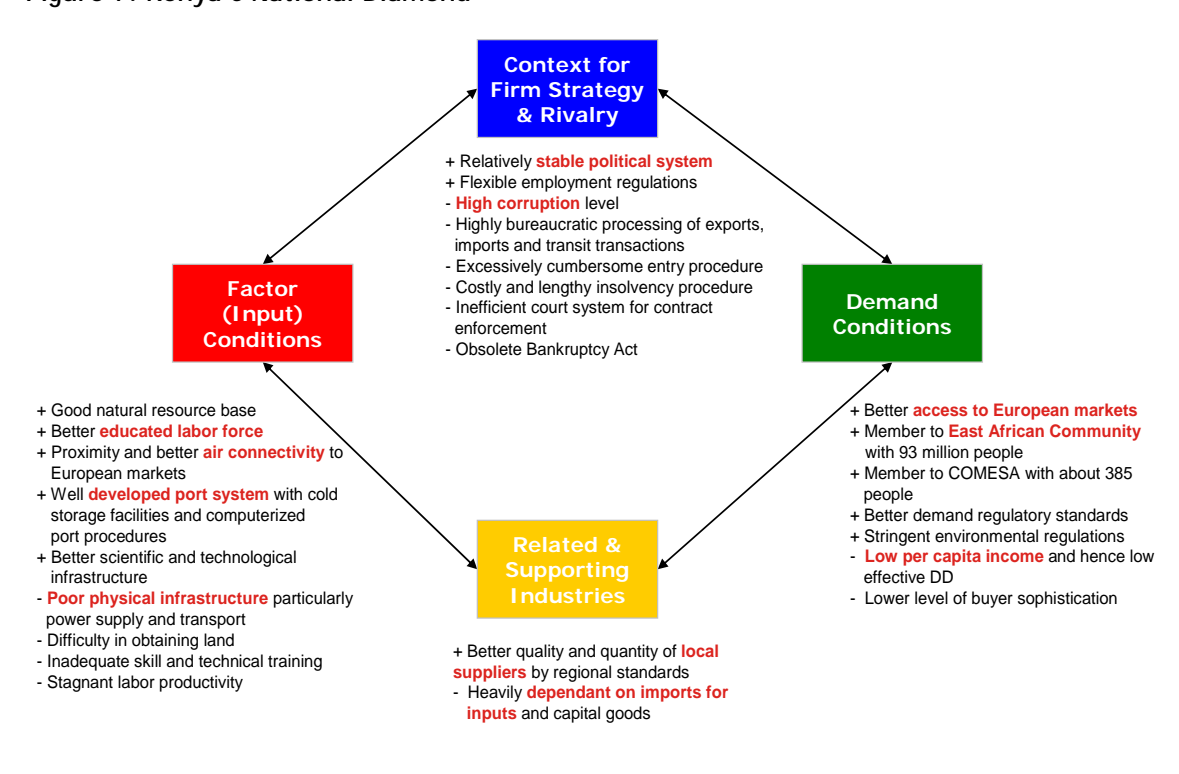 Context for
Firm Strategy
& Rivalry
+ Relatively stable political system
+ Flexible employment regulations
- High corruption level
- Highly bureaucratic processing of exports,
imports and transit transactions
- Excessively cumbersome entry procedure
- Costly and lengthy insolvency procedure
- Inefficient court system for contract
enforcement
- Obsolete Bankruptcy Act
Factor
(Input)
Conditions
+ Good natural resource base
+ Better educated labor force
+ Proximity and better air connectivity to
European markets
+ Well developed port system with cold
storage facilities and computerized
port procedures
+ Better scientific and technological
infrastructure
- Poor physical infrastructure particularly
power supply and transport
- Difficulty in obtaining land
- Inadequate skill and technical training
- Stagnant labor productivity
Demand
Conditions
+ Better access to European markets
+ Member to East African Community
with 93 million people
+ Member to COMESA with about 385
people
+ Better demand regulatory standards
+ Stringent environmental regulations
- Low per capita income and hence low
effective DD
- Lower level of buyer sophistication
Related &
Supporting
Industries
+ Better quality and quantity of local
suppliers by regional standards
- Heavily dependant on imports for
inputs and capital goods